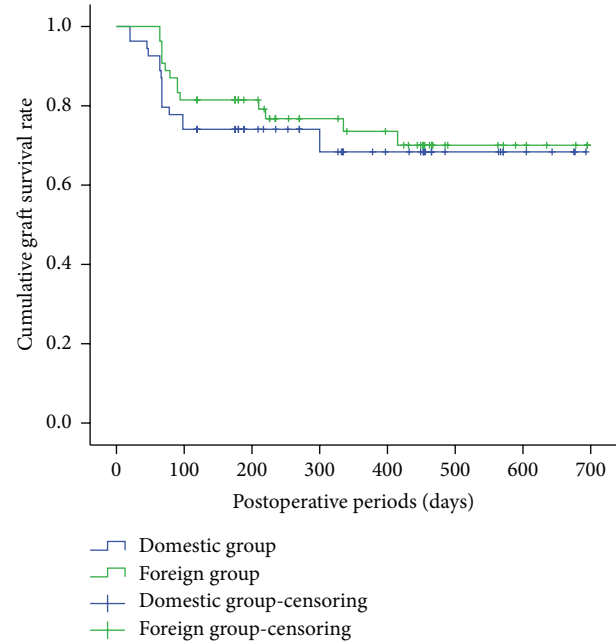 Cumulative graft survival rate
1.0
0.8
0.6
0.4
0.2
0.0
0 100 200 300 400 500 600 700
Postoperative periods (days)
Domestic group
Foreign group
Domestic group-censoring
Foreign group-censoring